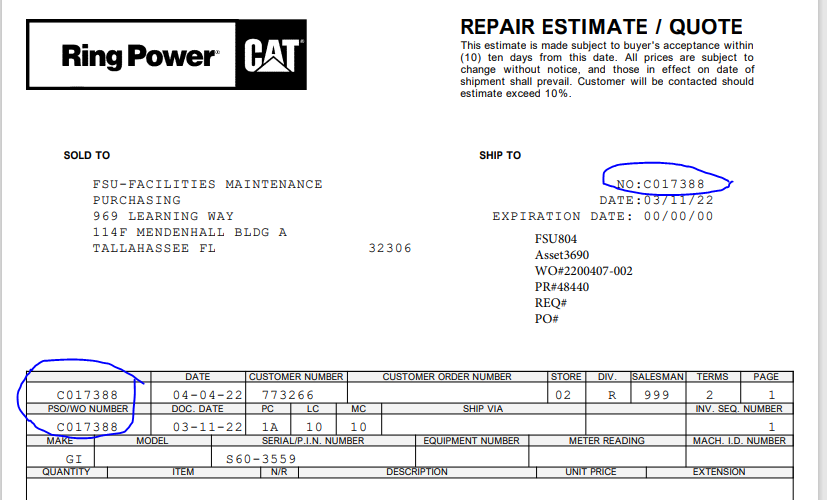 Ring Power CAT
REPAIR ESTIMATE / QUOTE
This estimate is made subject to buyer's acceptance within
(10) ten days from this date. All prices are subject to
change without notice, and those in effect on date of
shipment shall prevail. Customer will be contacted should
estimate exceed 10%.
SOLD TO
FSU-FACILITIES MAINTENANCE
PURCHASING
969 LEARNING WAY
114F MENDENHALL BLDG A
TALLAHASSEE FL 32306
SHIP TO
NO:C017388
DATE:03/11/22
EXPIRATION DATE: 00/00/00
FSU804
Asset3690
WO#2200407-002
PR#48440
REQ#
PO#
DATE CUSTOMER NUMBER CUSTOMER ORDER NUMBER STORE DIV. SALESMAN TERMS PAGE
C017388 04-04-22 773266 02 R 999 2 1
PSO/WO NUMBER DOC. DATE PC LC MC SHIP VIA INV. SEQ. NUMBER
C017388 03-11-22 1A 10 10 1
MAKE MODEL SERIAL/P.I.N. NUMBER EQUIPMENT NUMBER METER READING MACH. I.D. NUMBER
GI S60-3559
QUANTITY ITEM N/R DESCRIPTION UNIT PRICE EXTENSION